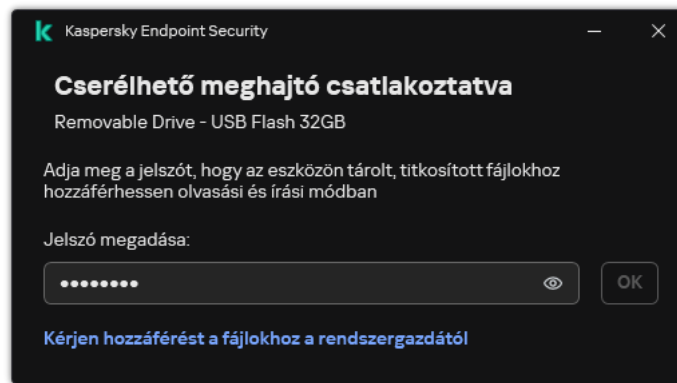 Kaspersky Endpoint Security
Cserélhető meghajtó csatlakoztatva
Removable Drive - USB Flash 32GB
Adja meg a jelszót, hogy az eszközön tárolt, titkosított fájlokhoz
hozzáférhessen olvasási és írási módban
Jelszó megadása:
••••••••
OK
Kérjen hozzáférést a fájlokhoz a rendszergazdától